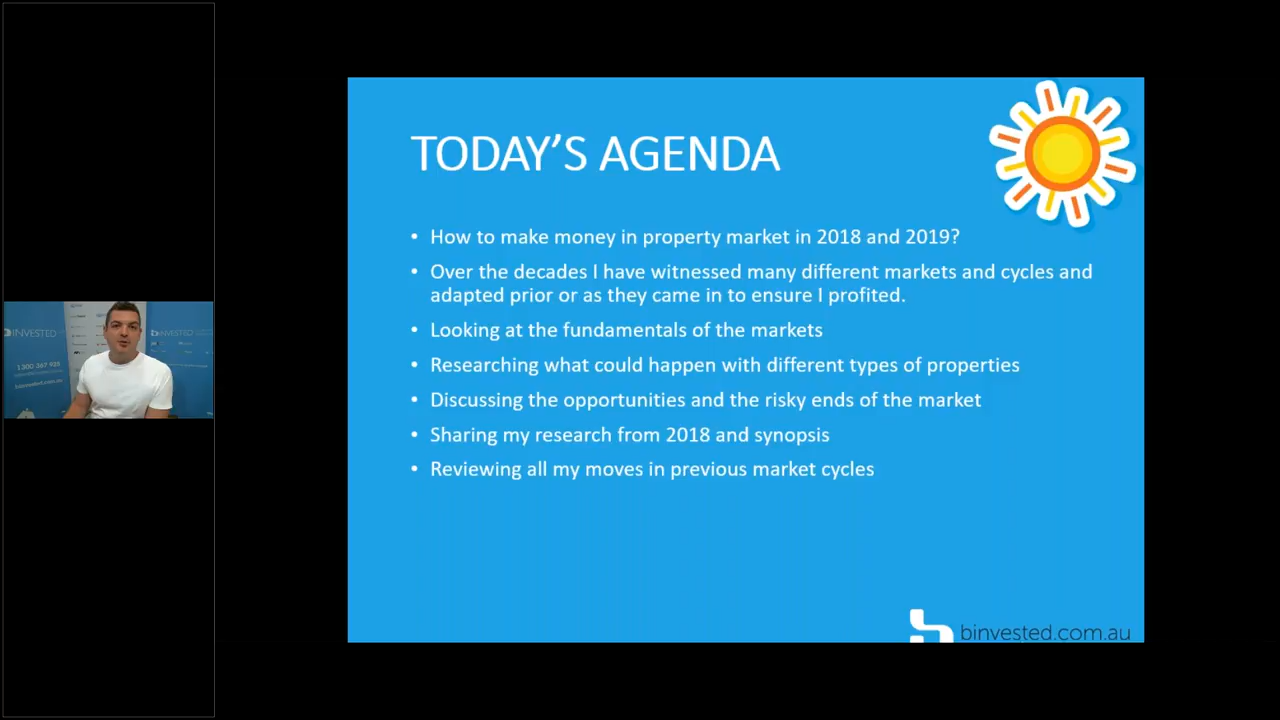 TODAY'S AGENDA
• How to make money in property market in 2018 and 2019?
• Over the decades I have witnessed many different markets and cycles and
adapted prior or as they came in to ensure I profited.
• Looking at the fundamentals of the markets
• Researching what could happen with different types of properties
• Discussing the opportunities and the risky ends of the market
• Sharing my research from 2018 and synopsis
• Reviewing all my moves in previous market cycles
binvested.com.au
INVESTED
INVESTED